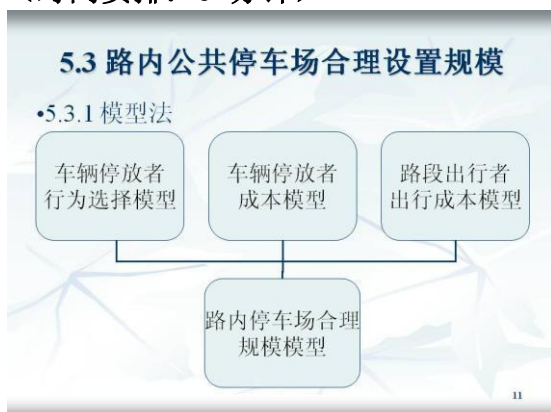 5.3 路内公共停车场合理设置规模
•5.3.1 模型法
车辆停放者
行为选择模型
车辆停放者
成本模型
路段出行者
出行成本模型
路内停车场合理
规模模型
11